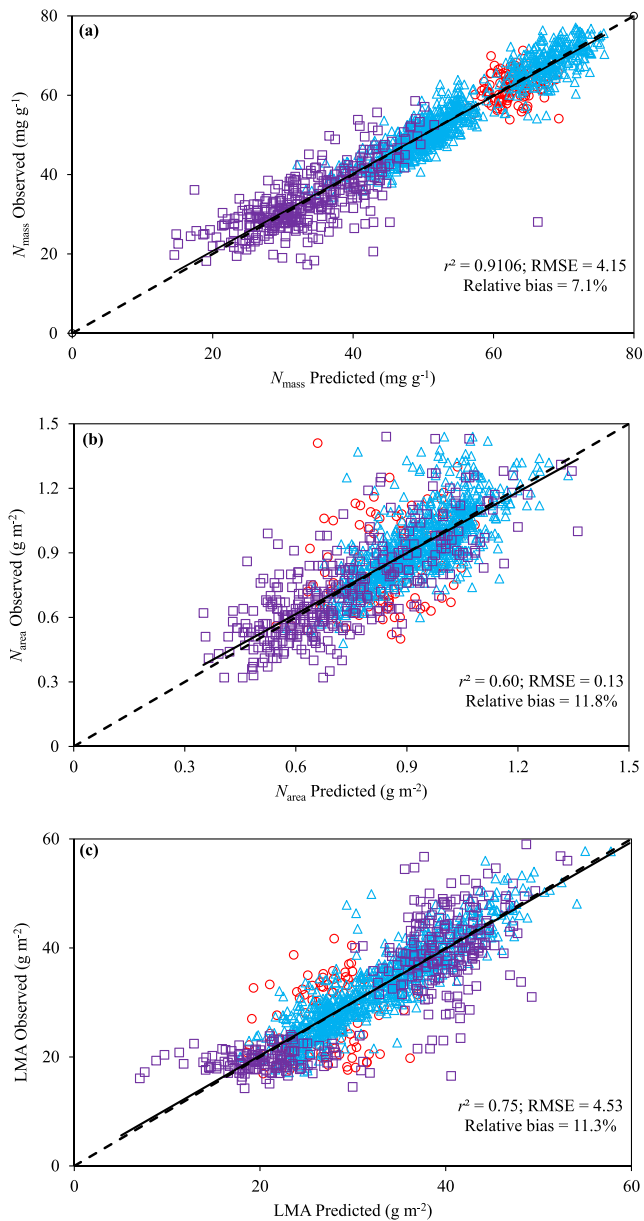 (a)
80
60
40
20
0
N_mass Observed (mg g⁻¹)
r² = 0.9106; RMSE = 4.15
Relative bias = 7.1%
0 20 40 60 80
N_mass Predicted (mg g⁻¹)
(b)
1.5
1.2
0.9
0.6
0.3
0
N_area Observed (g m⁻²)
r² = 0.60; RMSE = 0.13
Relative bias = 11.8%
0 0.3 0.6 0.9 1.2 1.5
N_area Predicted (g m⁻²)
(c)
60
40
20
0
LMA Observed (g m⁻²)
r² = 0.75; RMSE = 4.53
Relative bias = 11.3%
0 20 40 60
LMA Predicted (g m⁻²)